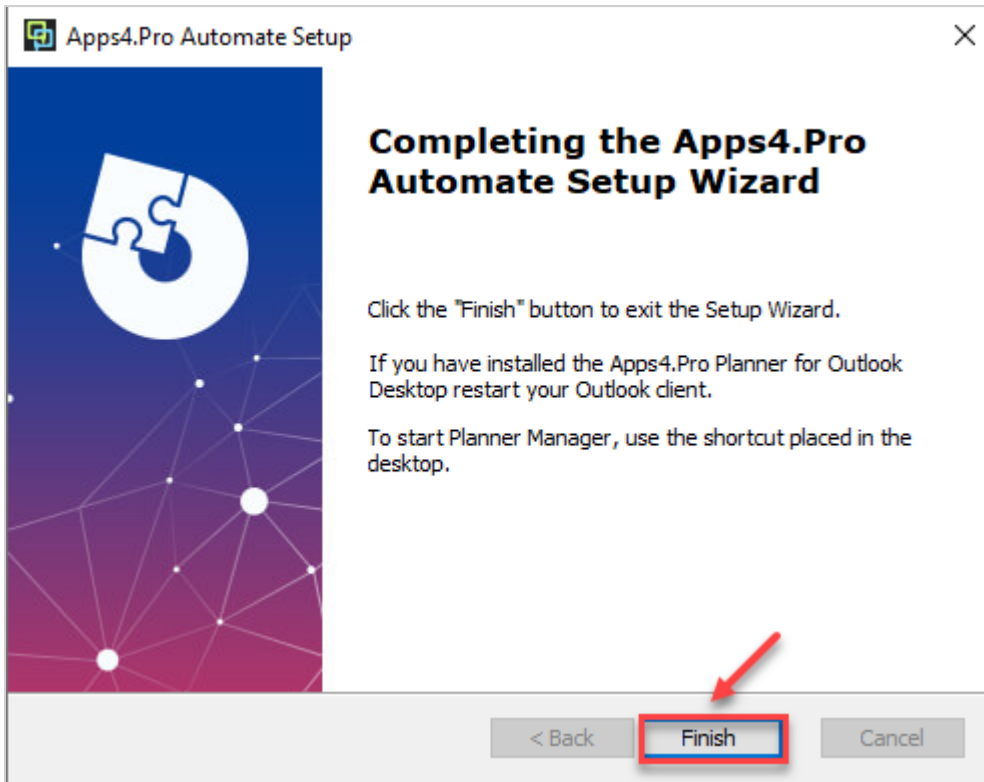 Apps4.Pro Automate Setup
Completing the Apps4.Pro
Automate Setup Wizard
Click the "Finish" button to exit the Setup Wizard.
If you have installed the Apps4.Pro Planner for Outlook
Desktop restart your Outlook client.
To start Planner Manager, use the shortcut placed in the
desktop.
< Back Finish Cancel